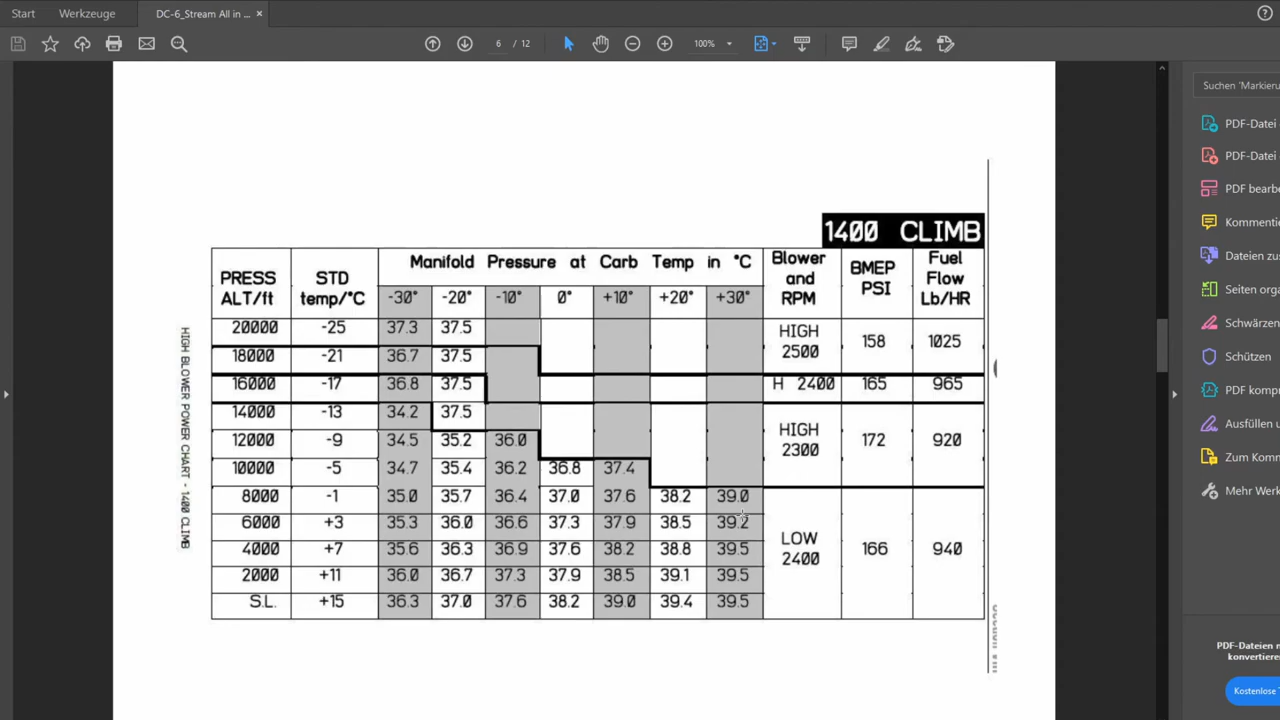 Start Werkzeuge DC-6_Stream All in ... ×
6 / 12 100%
1400 CLIMB
PRESS ALT/ft STD temp/°C Manifold Pressure at Carb Temp in °C Blower and RPM BMEP PSI Fuel Flow Lb/HR
-30° -20° -10° 0° +10° +20° +30°
20000 -25 37.3 37.5 HIGH 2500 158 1025
18000 -21 36.7 37.5
16000 -17 36.8 37.5 H 2400 165 965
14000 -13 34.2 37.5 HIGH 2300 172 920
12000 -9 34.5 35.2 36.0
10000 -5 34.7 35.4 36.2 36.8 37.4
8000 -1 35.0 35.7 36.4 37.0 37.6 38.2 39.0 LOW 2400 166 940
6000 +3 35.3 36.0 36.6 37.3 37.9 38.5 39.2
4000 +7 35.6 36.3 36.9 37.6 38.2 38.8 39.5
2000 +11 36.0 36.7 37.3 37.9 38.5 39.1 39.5
S.L. +15 36.3 37.0 37.6 38.2 39.0 39.4 39.5
HIGH BLOWER POWER CHART - 1400 CLIMB
Suchen 'Markieru
PDF-Datei
PDF-Datei
PDF bearbe
Kommentie
Dateien zus
Seiten orga
Schwärzen
Schützen
PDF kompr
Ausfüllen u
Zum Komm
Mehr Werk
PDF-Dateien n
konvertiere
Kostenlose T